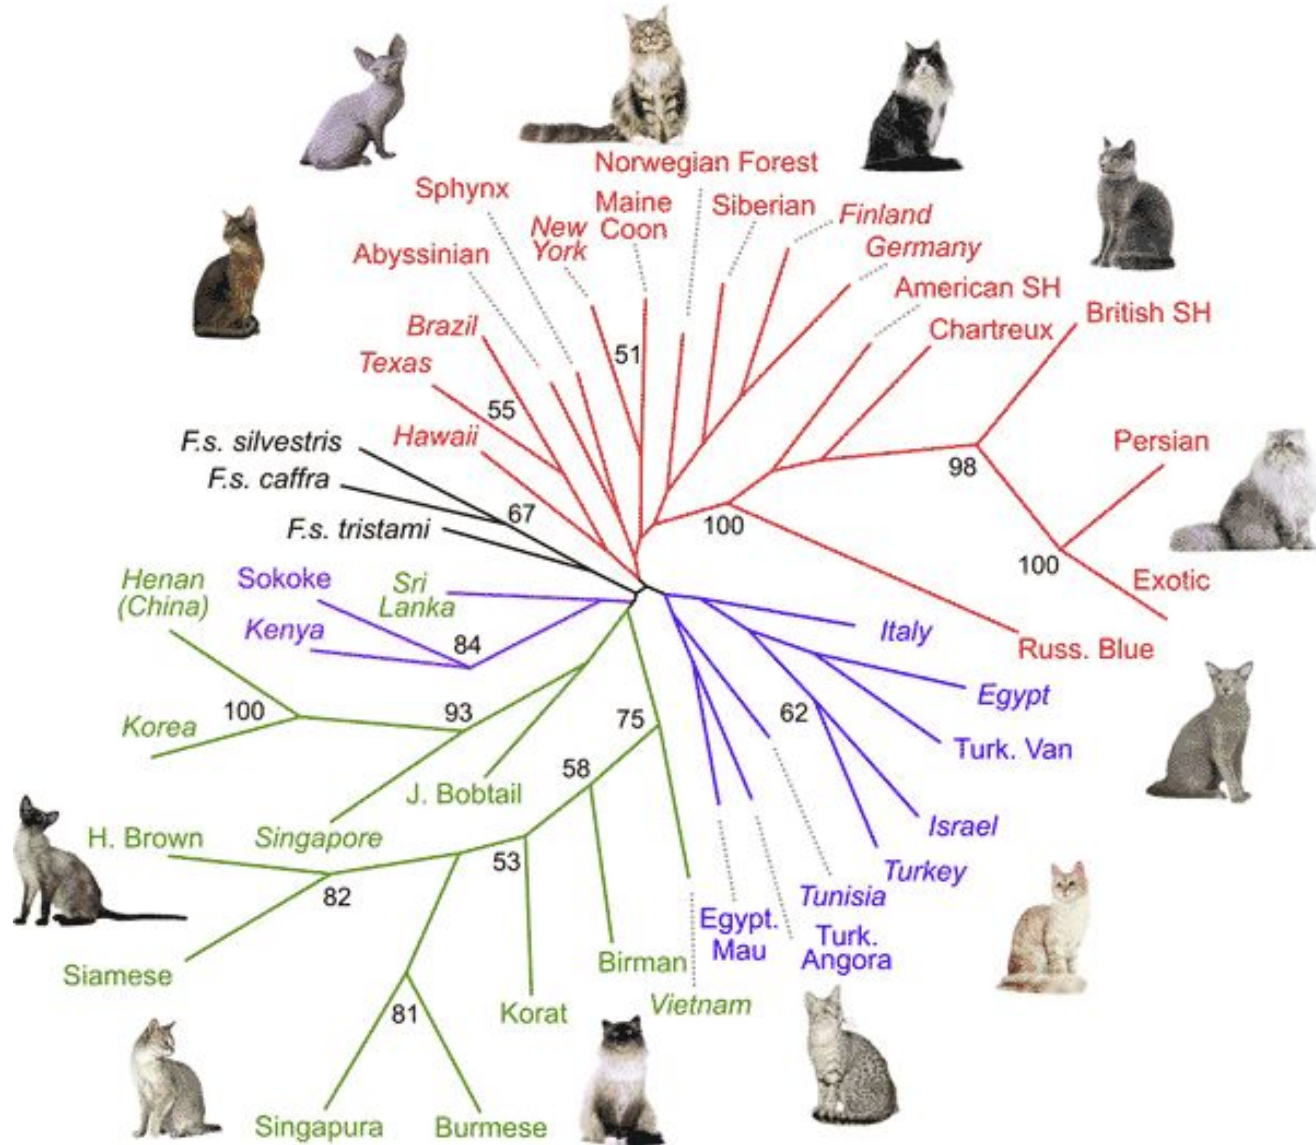 Norwegian Forest
Sphynx
Maine
Coon
Siberian
Finland
New
York
Germany
Abyssinian
American SH
British SH
Chartreux
Brazil
Texas
51
55
Hawaii
F.s. silvestris
Persian
98
F.s. caffra
67
100
F.s. tristami
100
Exotic
Henan
(China)
Sokoke
Sri
Lanka
Kenya
Italy
84
Russ. Blue
Egypt
100
93
75
62
Korea
Turk. Van
58
J. Bobtail
Israel
H. Brown
Singapore
53
Turkey
82
Tunisia
Egypt.
Mau
Turk.
Angora
Siamese
Birman
Vietnam
81
Korat
Singapura
Burmese